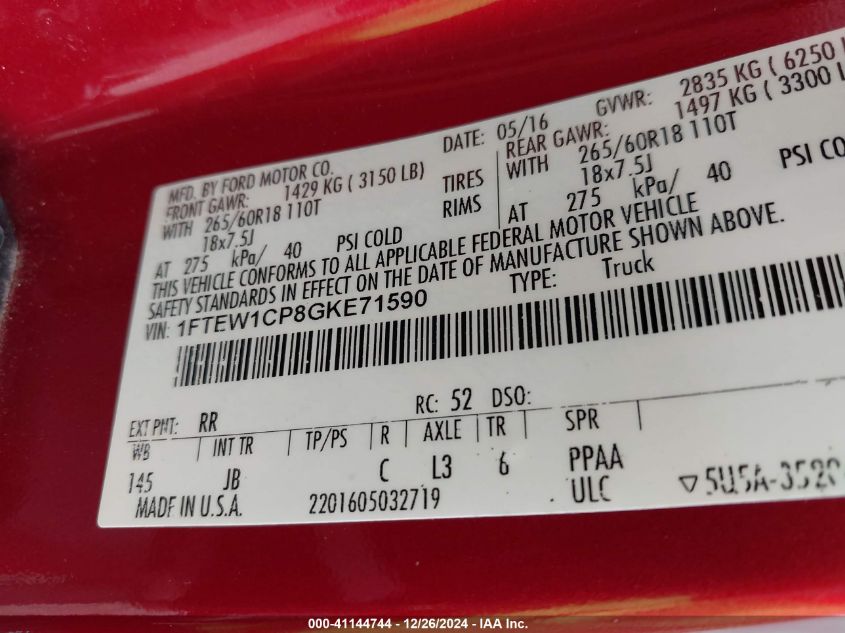 MFD. BY FORD MOTOR CO.
DATE: 05/16 GVWR: 2835 KG ( 6250
FRONT GAWR: 1429 KG ( 3150 LB)
REAR GAWR: 1497 KG ( 3300
WITH 265/60R18 110T TIRES
WITH 265/60R18 110T
18x7.5J RIMS
18x7.5J
AT 275 kPa/ 40 PSI COLD
AT 275 kPa/ 40 PSI CO
THIS VEHICLE CONFORMS TO ALL APPLICABLE FEDERAL MOTOR VEHICLE
SAFETY STANDARDS IN EFFECT ON THE DATE OF MANUFACTURE SHOWN ABOVE.
VIN: 1FTEW1CP8GKE71590 TYPE: Truck
EXT PNT: RR RC: 52 DSO:
WB INT TR TP/PS R AXLE TR SPR
145 JB C L3 6 PPAA
MADE IN U.S.A. 2201605032719 ULC
000-41144744 - 12/26/2024 - IAA Inc.